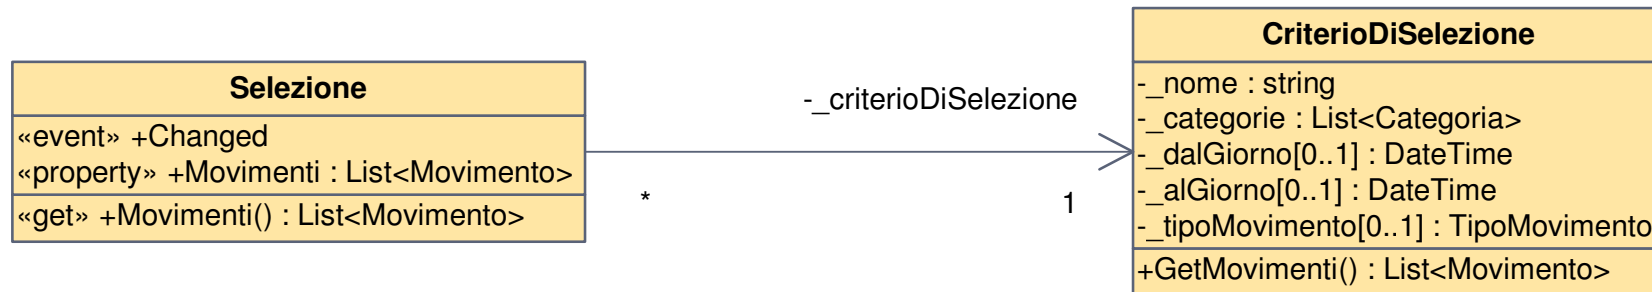 Selezione
«event» +Changed
«property» +Movimenti : List<Movimento>
«get» +Movimenti() : List<Movimento>
-_criterioDiSelezione
*
1
CriterioDiSelezione
-_nome : string
-_categorie : List<Categoria>
-_dalGiorno[0..1] : DateTime
-_alGiorno[0..1] : DateTime
-_tipoMovimento[0..1] : TipoMovimento
+GetMovimenti() : List<Movimento>